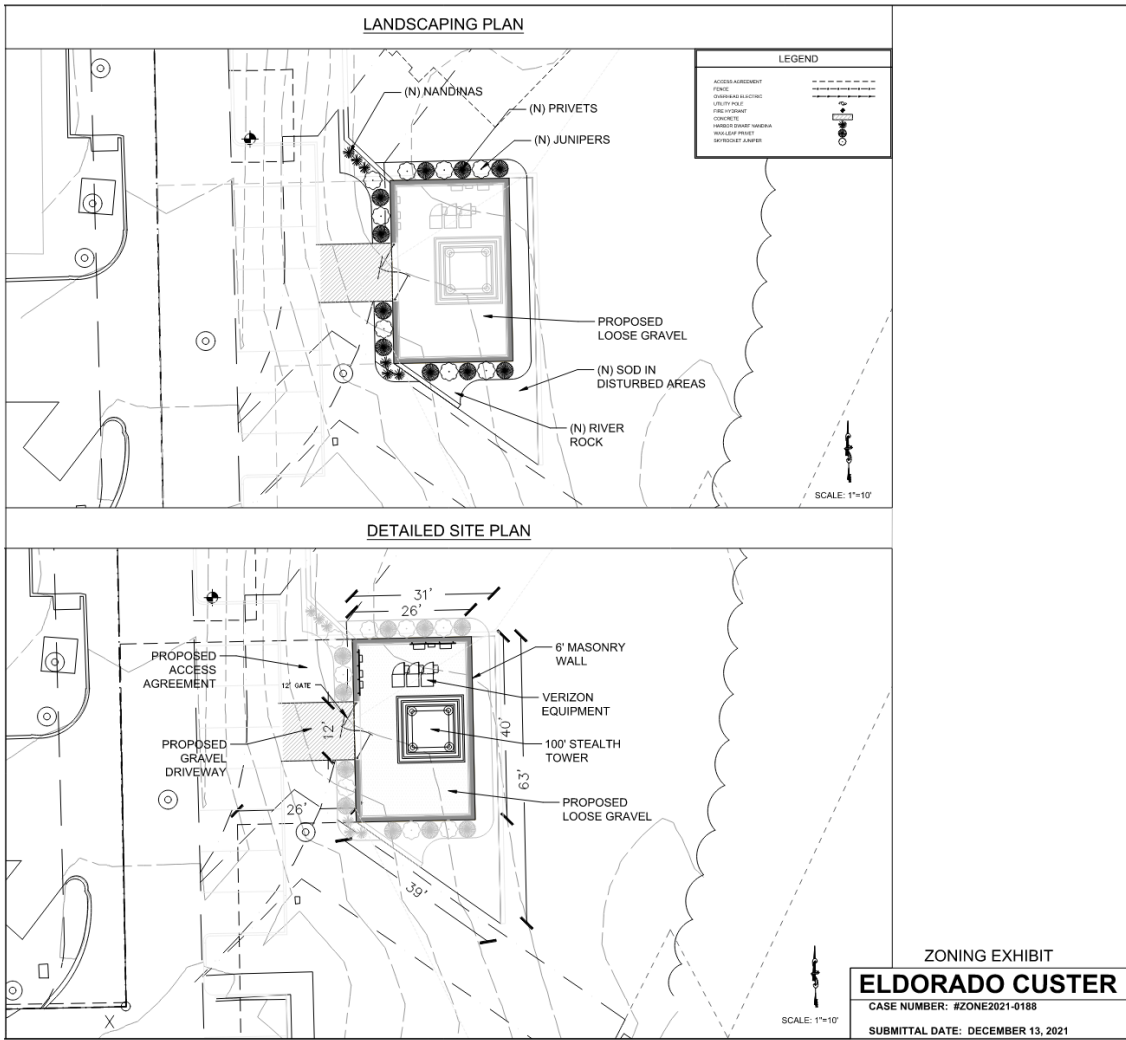 LANDSCAPING PLAN
LEGEND
ACCESS AGREEMENT
FENCE
OVERHEAD ELECTRIC
UTILITY POLE
FIRE HYDRANT
CONCRETE
HARBOR DWARF NANDINA
WAX-LEAF PRIVET
SKYROCKET JUNIPER
(N) NANDINAS
(N) PRIVETS
(N) JUNIPERS
PROPOSED
LOOSE GRAVEL
(N) SOD IN
DISTURBED AREAS
(N) RIVER
ROCK
SCALE: 1"=10'
DETAILED SITE PLAN
31'
26'
6' MASONRY
WALL
PROPOSED
ACCESS
AGREEMENT
12' GATE
VERIZON
EQUIPMENT
12'
40'
100' STEALTH
TOWER
PROPOSED
GRAVEL
DRIVEWAY
63'
26'
PROPOSED
LOOSE GRAVEL
39'
X
SCALE: 1"=10'
ZONING EXHIBIT
ELDORADO CUSTER
CASE NUMBER: #ZONE2021-0188
SUBMITTAL DATE: DECEMBER 13, 2021